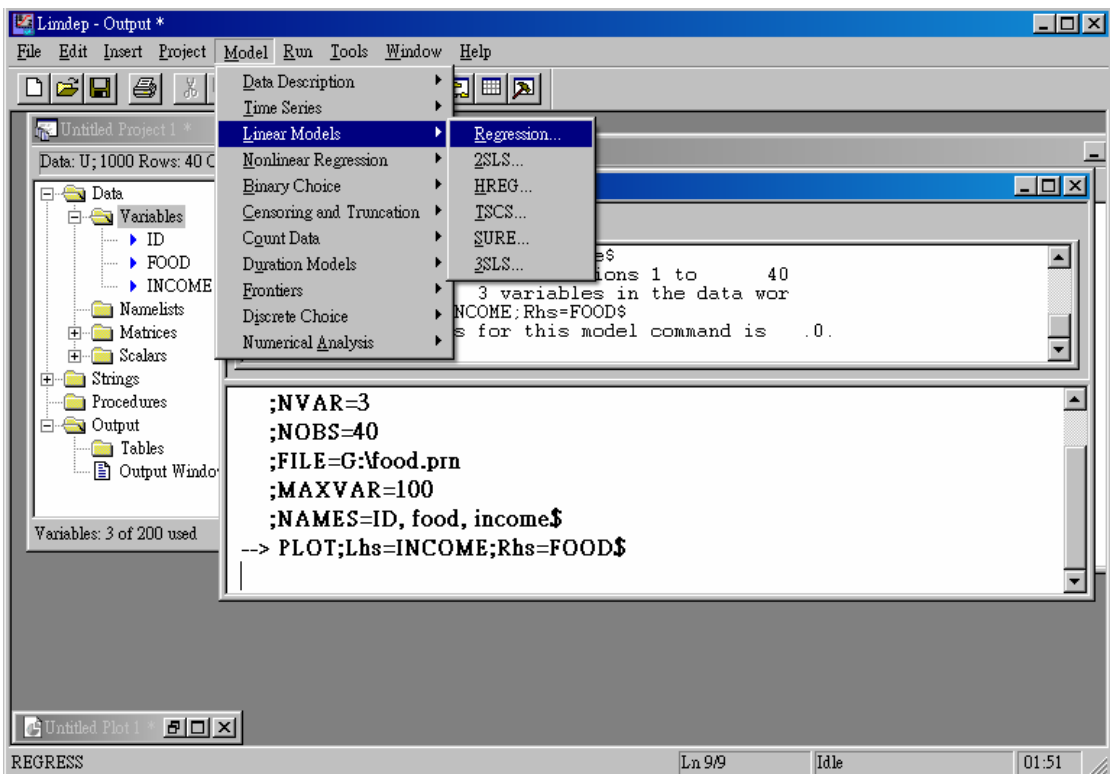 Limdep - Output *
File Edit Insert Project Model Run Tools Window Help
Data Description
Time Series
Linear Models
Nonlinear Regression
Binary Choice
Censoring and Truncation
Count Data
Duration Models
Frontiers
Discrete Choice
Numerical Analysis
Regression...
2SLS...
HREG...
TSCS...
SURE...
3SLS...
Untitled Project 1 *
Data: U; 1000 Rows: 40 C
Data
Variables
ID
FOOD
INCOME
Namelists
Matrices
Scalars
Strings
Procedures
Output
Tables
Output Windo
Variables: 3 of 200 used
e$
ions 1 to 40
3 variables in the data wor
NCOME;Rhs=FOOD$
s for this model command is .0.
;NVAR=3
;NOBS=40
;FILE=G:\food.prn
;MAXVAR=100
;NAMES=ID, food, income$
--> PLOT;Lhs=INCOME;Rhs=FOOD$
Untitled Plot 1 *
REGRESS
Ln 9/9
Idle
01:51